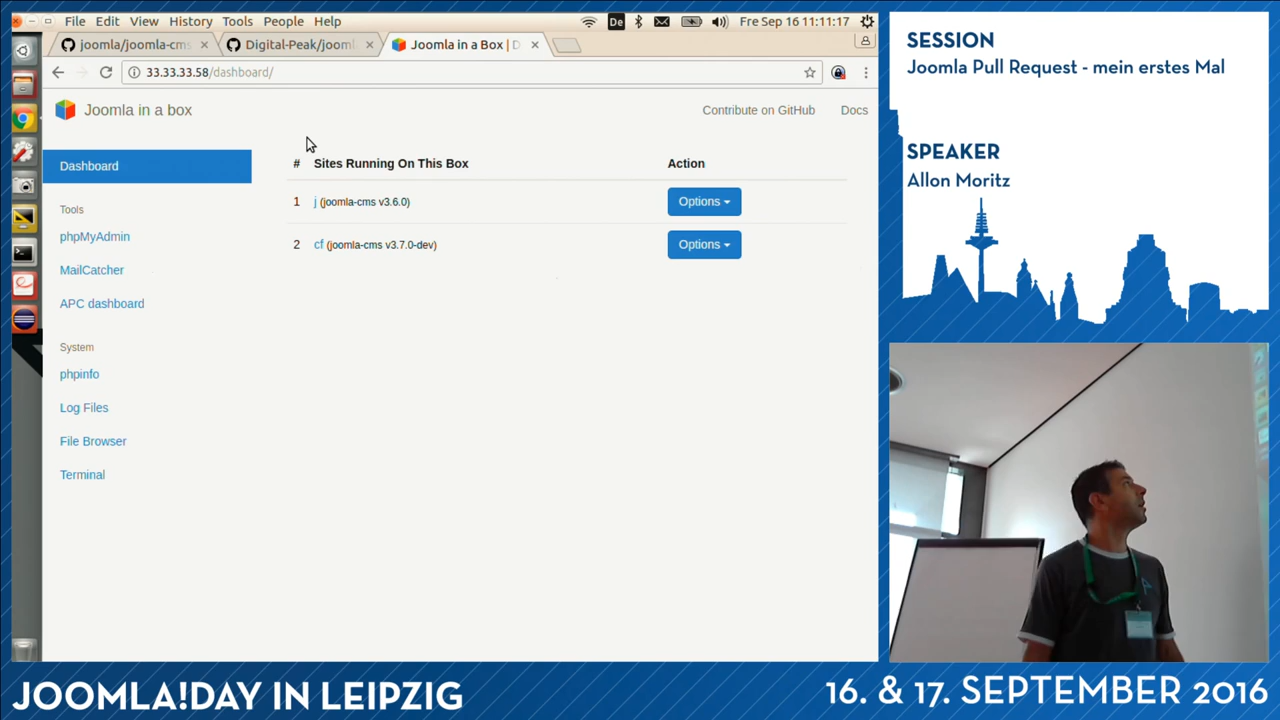 File Edit View History Tools People Help
De
Fri Sep 16 11:11:17
joomla/joomla-cms
Digital-Peak/jooml
Joomla in a Box | D
33.33.33.58/dashboard/
Joomla in a box
Contribute on GitHub
Docs
Dashboard
Tools
phpMyAdmin
MailCatcher
APC dashboard
System
phpinfo
Log Files
File Browser
Terminal
# Sites Running On This Box Action
1 j (joomla-cms v3.6.0) Options
2 cf (joomla-cms v3.7.0-dev) Options
SESSION
Joomla Pull Request - mein erstes Mal
SPEAKER
Allon Moritz
JOOMLA!DAY IN LEIPZIG
16. & 17. SEPTEMBER 2016